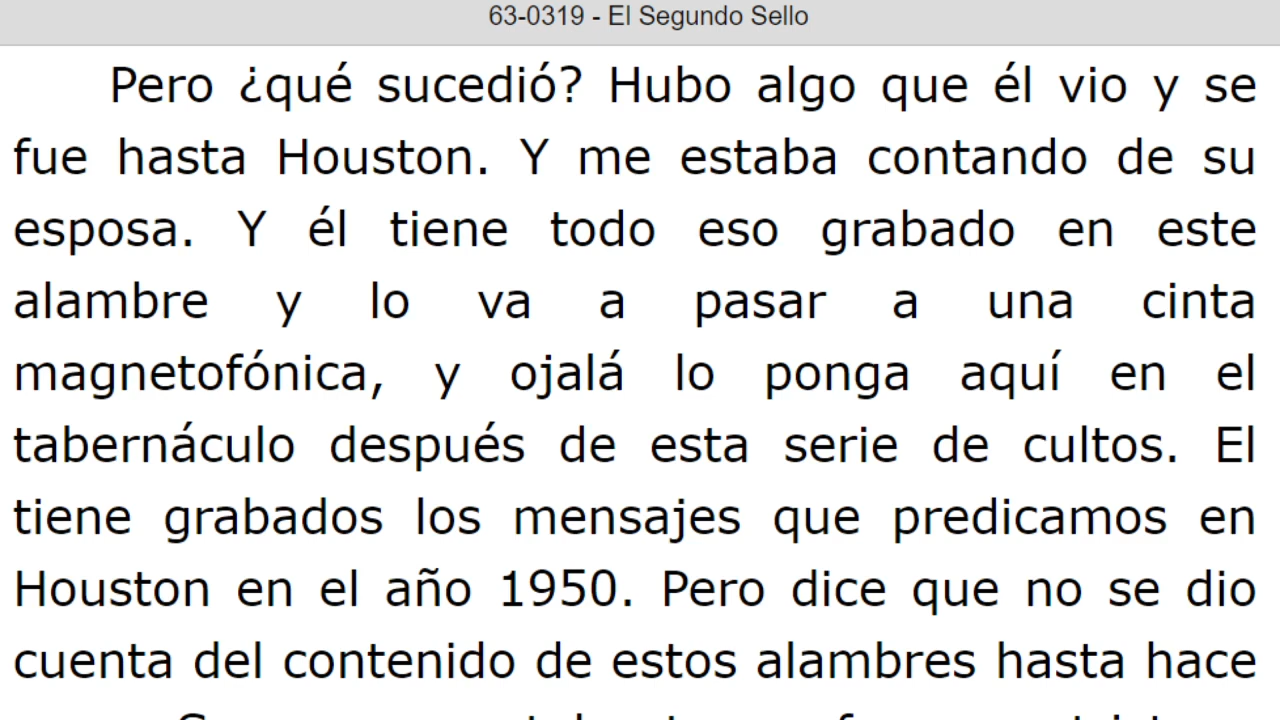 63-0319 - El Segundo Sello
Pero ¿qué sucedió? Hubo algo que él vio y se
fue hasta Houston. Y me estaba contando de su
esposa. Y él tiene todo eso grabado en este
alambre y lo va a pasar a una cinta
magnetofónica, y ojalá lo ponga aquí en el
tabernáculo después de esta serie de cultos. El
tiene grabados los mensajes que predicamos en
Houston en el año 1950. Pero dice que no se dio
cuenta del contenido de estos alambres hasta hace